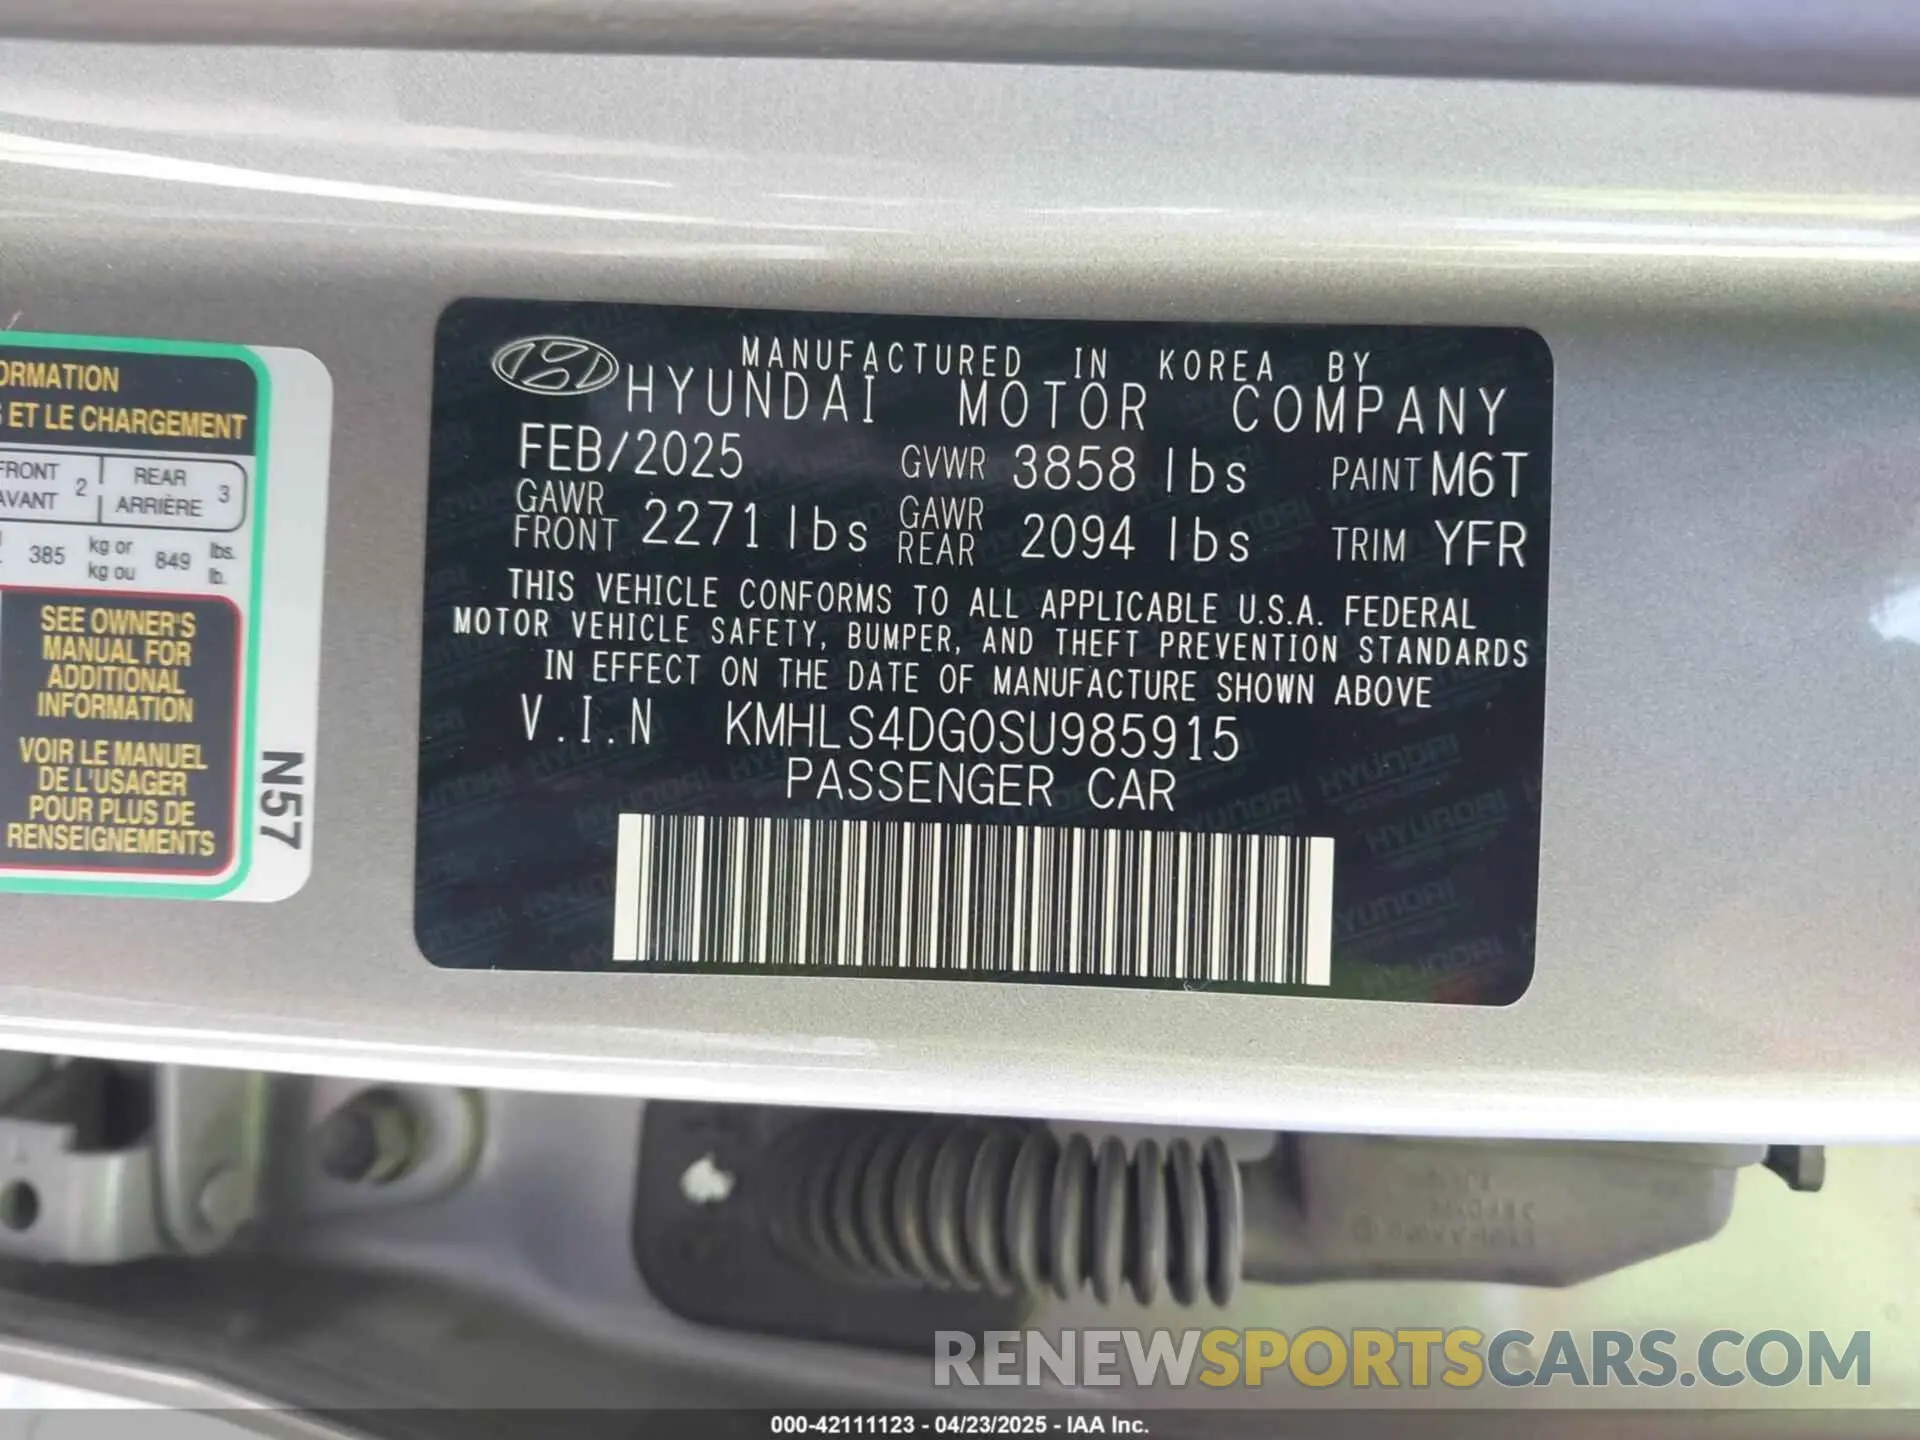 ORMATION
S ET LE CHARGEMENT
FRONT 2 REAR 3
AVANT ARRIÈRE
385 kg or 849 lbs.
kg ou lb.
SEE OWNER'S
MANUAL FOR
ADDITIONAL
INFORMATION
VOIR LE MANUEL
DE L'USAGER
POUR PLUS DE
RENSEIGNEMENTS
N57
MANUFACTURED IN KOREA BY
HYUNDAI MOTOR COMPANY
FEB/2025 GVWR 3858 lbs PAINT M6T
GAWR FRONT 2271 lbs GAWR REAR 2094 lbs TRIM YFR
THIS VEHICLE CONFORMS TO ALL APPLICABLE U.S.A. FEDERAL
MOTOR VEHICLE SAFETY, BUMPER, AND THEFT PREVENTION STANDARDS
IN EFFECT ON THE DATE OF MANUFACTURE SHOWN ABOVE
V.I.N KMHLS4DG0SU985915
PASSENGER CAR
RENEWSPORTSCARS.COM
000-42111123 - 04/23/2025 - IAA Inc.